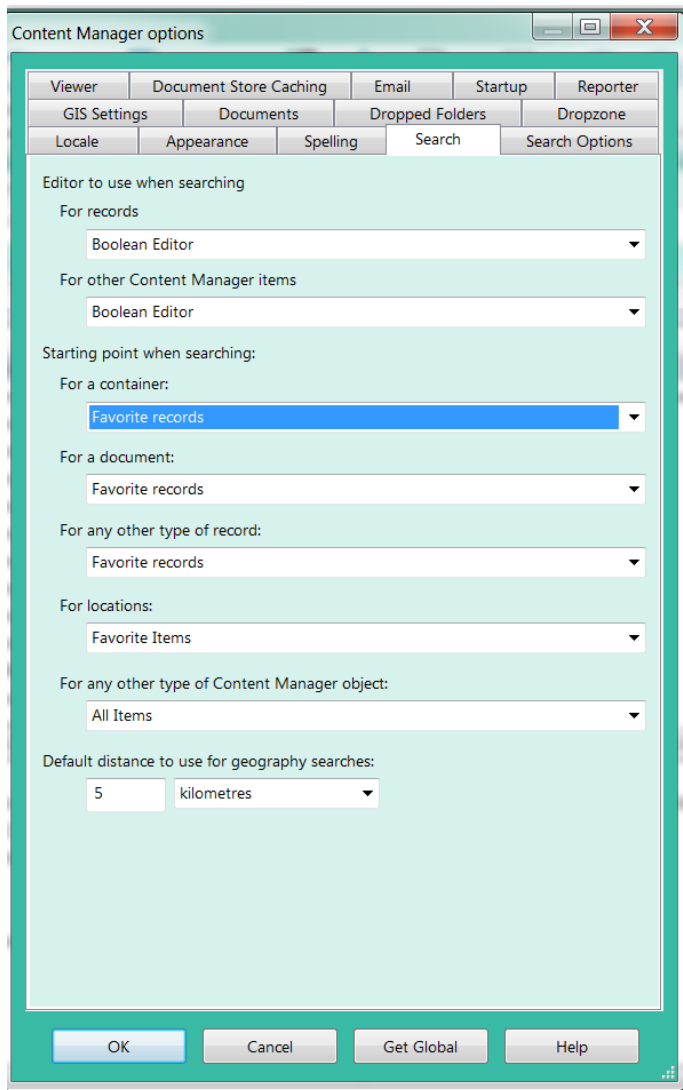 Content Manager options
Viewer Document Store Caching Email Startup Reporter
GIS Settings Documents Dropped Folders Dropzone
Locale Appearance Spelling Search Search Options
Editor to use when searching
For records
Boolean Editor
For other Content Manager items
Boolean Editor
Starting point when searching:
For a container:
Favorite records
For a document:
Favorite records
For any other type of record:
Favorite records
For locations:
Favorite Items
For any other type of Content Manager object:
All Items
Default distance to use for geography searches:
5 kilometres
OK Cancel Get Global Help